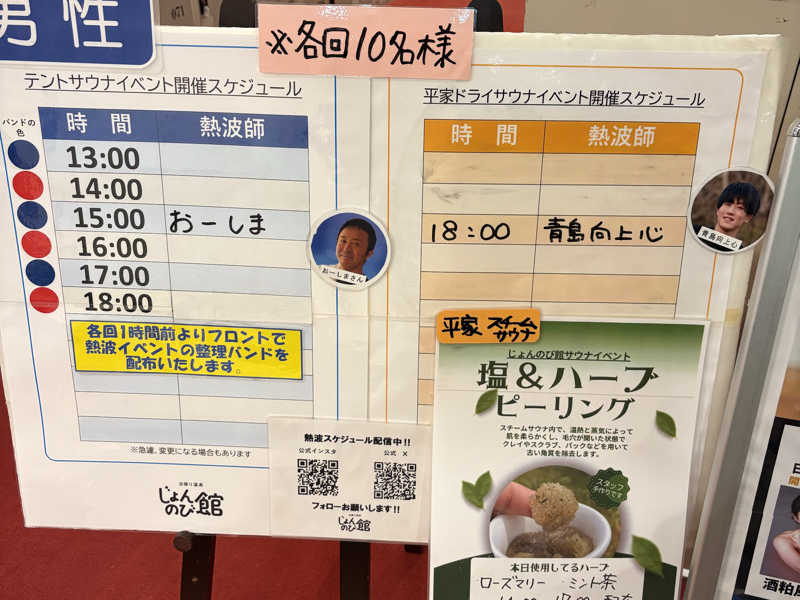 男性
※各回10名様
テントサウナイベント開催スケジュール
バンドの
色
時間 熱波師
13:00
14:00
15:00 おーしま
16:00
17:00
18:00
おーしまさん
各回1時間前よりフロントで
熱波イベントの整理バンドを
配布いたします。
※急遽、変更になる場合もあります
日帰り温泉
じょんのび館
熱波スケジュール配信中!!
公式インスタ 公式 X
フォローお願いします!!
じょんのび館
平家ドライサウナイベント開催スケジュール
時間 熱波師
18:00 青島向上心
青島向上心
平家 スチームサウナ
じょんのび館サウナイベント
塩&ハーブ
ピーリング
スチームサウナ内で、温熱と蒸気によって
肌を柔らかくし、毛穴が開いた状態で
クレイやスクラブ、パックなどを用いて
古い角質を除去します。
スタッフ
手作りです
本日使用してるハーブ
ローズマリー ミント茶
酒粕